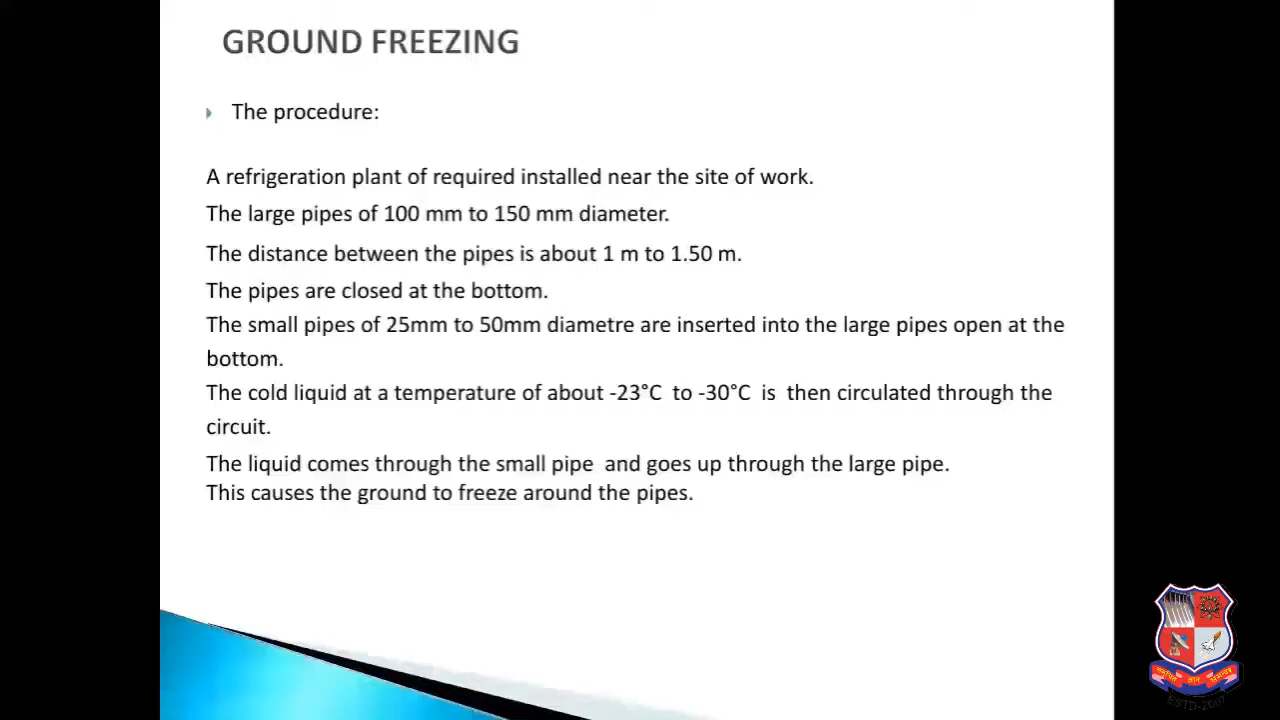 GROUND FREEZING
The procedure:
A refrigeration plant of required installed near the site of work.
The large pipes of 100 mm to 150 mm diameter.
The distance between the pipes is about 1 m to 1.50 m.
The pipes are closed at the bottom.
The small pipes of 25mm to 50mm diametre are inserted into the large pipes open at the
bottom.
The cold liquid at a temperature of about -23°C to -30°C is then circulated through the
circuit.
The liquid comes through the small pipe and goes up through the large pipe.
This causes the ground to freeze around the pipes.
ESTD-2007